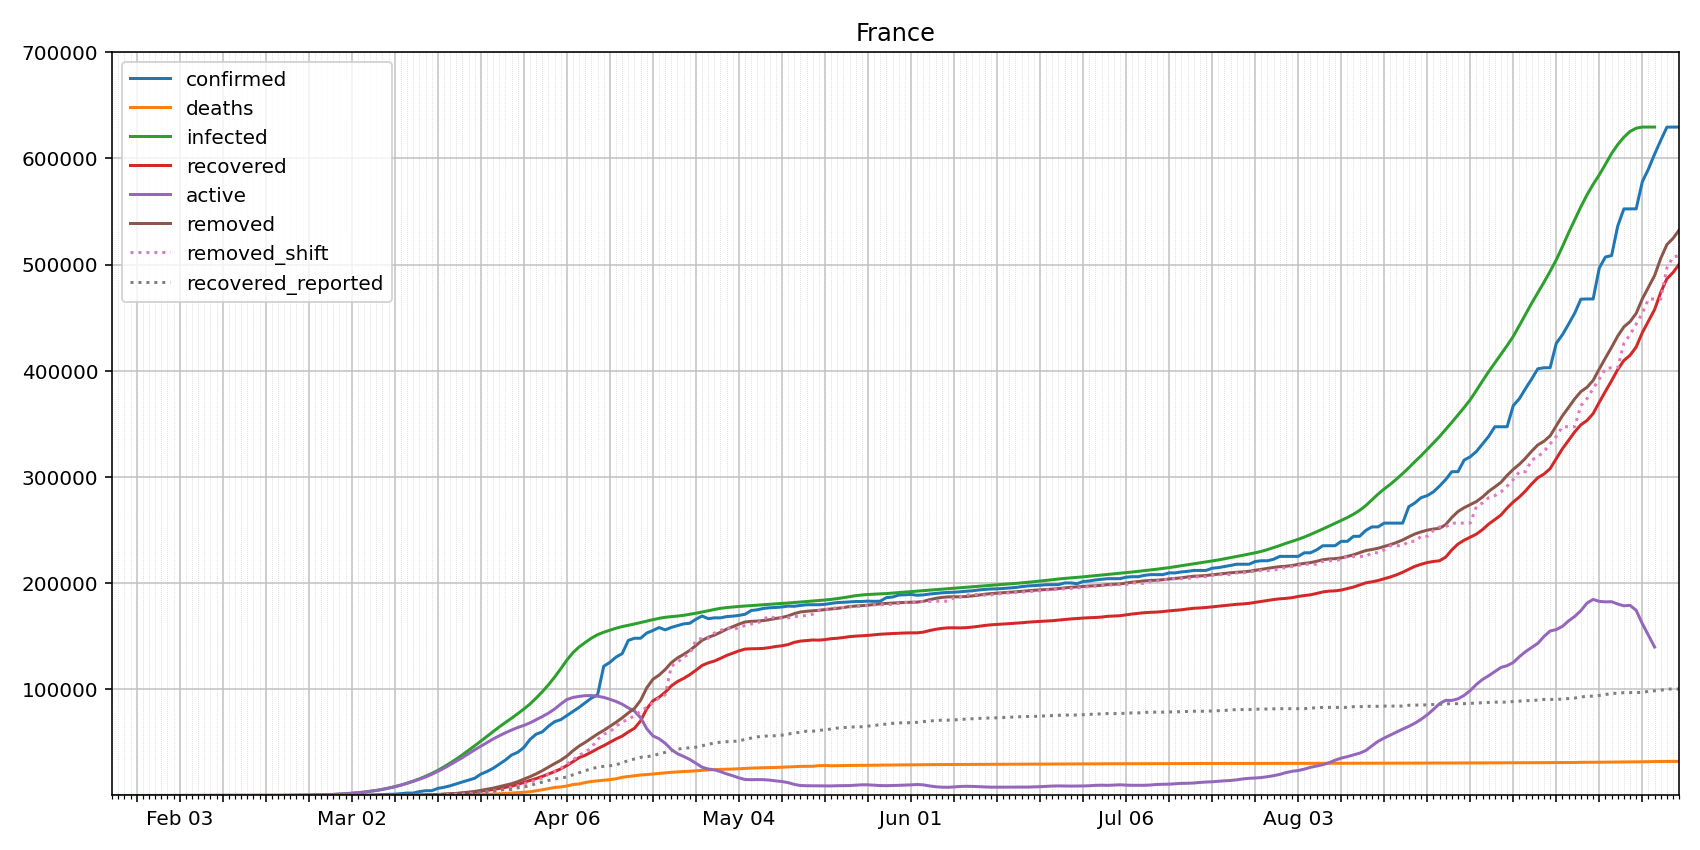 France
700000
600000
500000
400000
300000
200000
100000
confirmed
deaths
infected
recovered
active
removed
removed_shift
recovered_reported
Feb 03
Mar 02
Apr 06
May 04
Jun 01
Jul 06
Aug 03